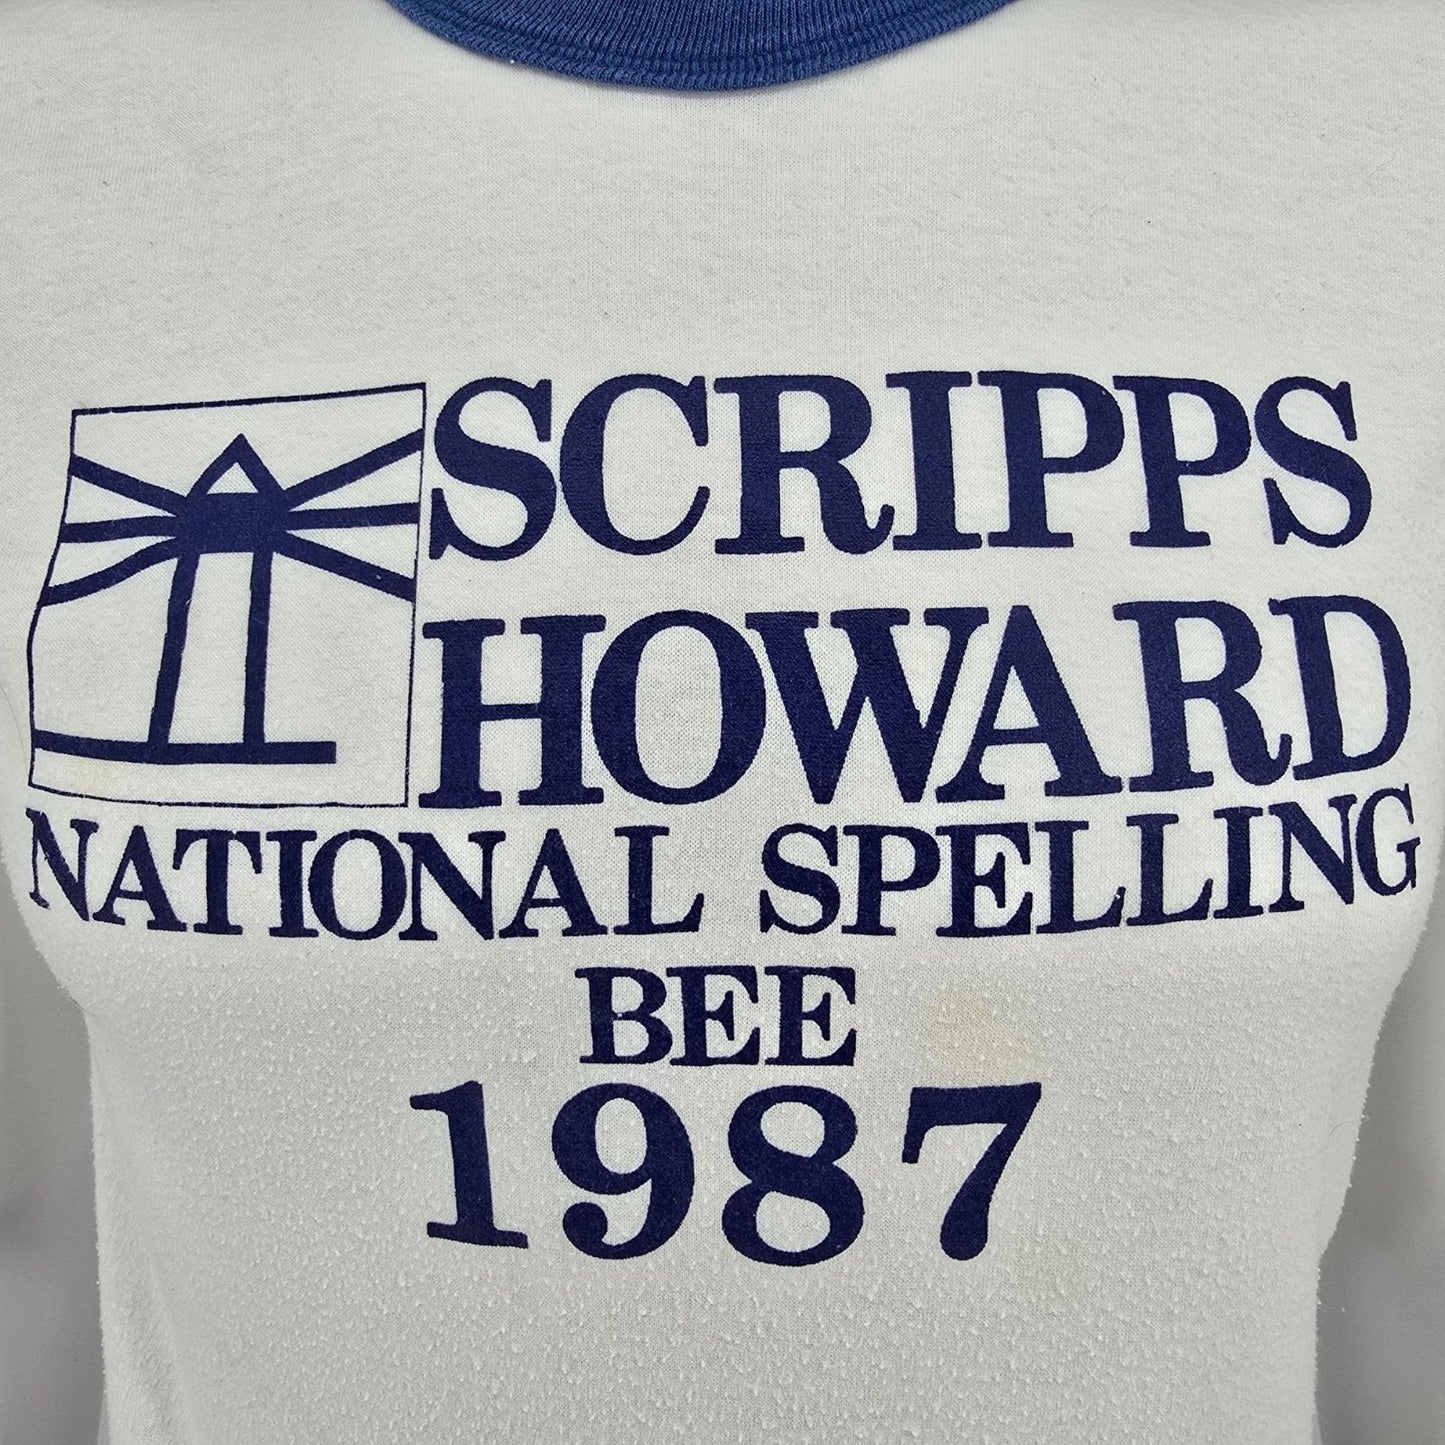 SCRIPPS
HOWARD
NATIONAL SPELLING
BEE
1987